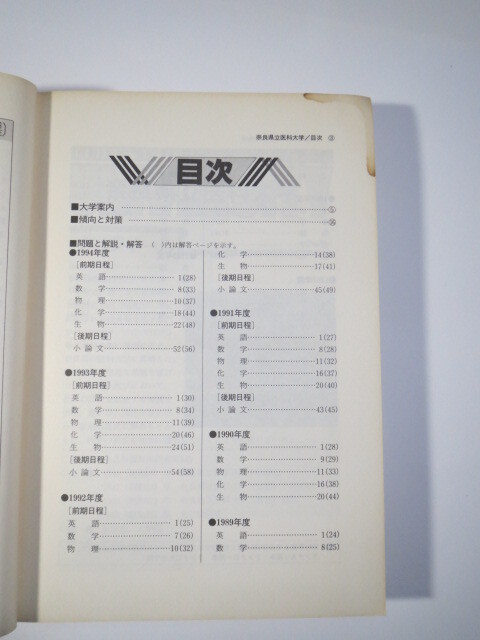 奈良県立医科大学／目次 ③
目次
■大学案内 ⑤
■傾向と対策
■問題と解説・解答 （ ）内は解答ページを示す。
●1994年度
［前期日程］
英語 1(28)
数学 8(33)
物理 10(37)
化学 18(44)
生物 22(48)
［後期日程］
小論文 52(56)
●1993年度
［前期日程］
英語 1(30)
数学 8(34)
物理 11(39)
化学 20(46)
生物 24(51)
［後期日程］
小論文 54(58)
●1992年度
［前期日程］
英語 1(25)
数学 7(26)
物理 10(32)
化学 14(38)
生物 17(41)
［後期日程］
小論文 45(49)
●1991年度
［前期日程］
英語 1(27)
数学 8(28)
物理 11(32)
化学 16(37)
生物 20(40)
［後期日程］
小論文 43(45)
●1990年度
英語 1(28)
数学 9(29)
物理 11(33)
化学 16(38)
生物 20(44)
●1989年度
英語 1(24)
数学 8(25)